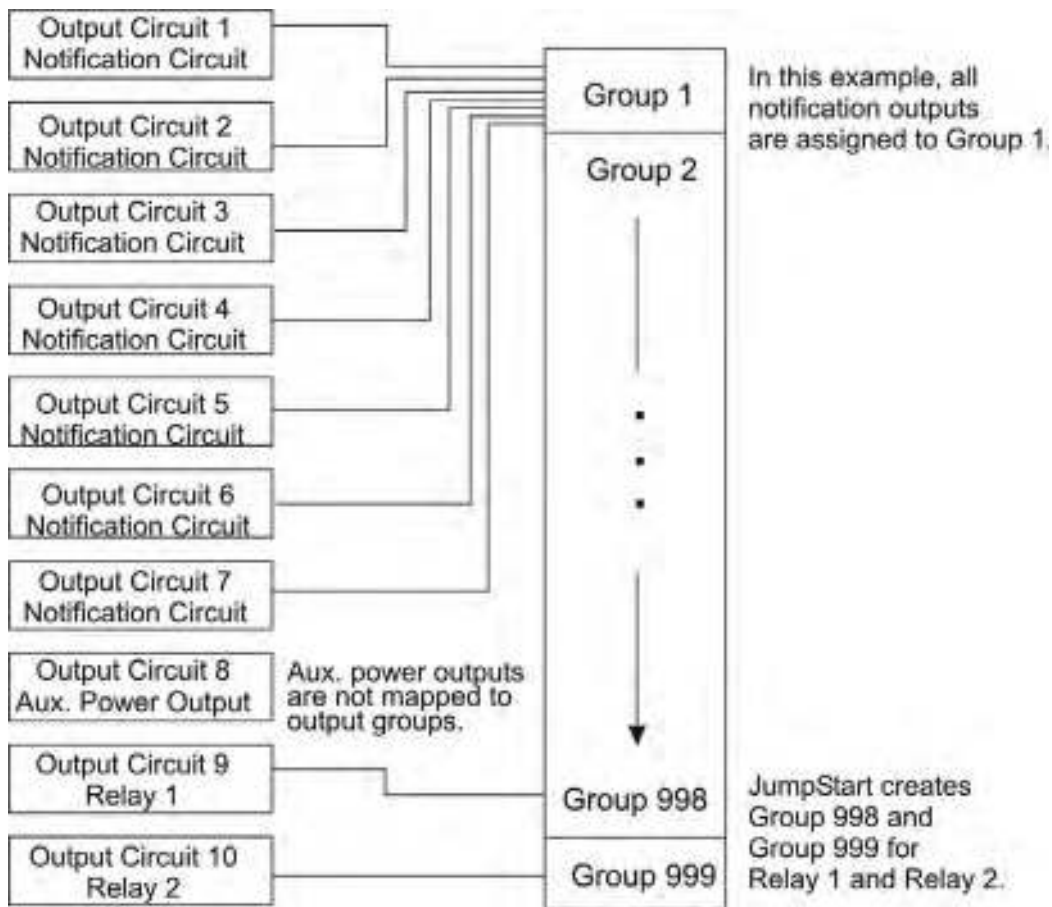 Output Circuit 1
Notification Circuit
Output Circuit 2
Notification Circuit
Output Circuit 3
Notification Circuit
Output Circuit 4
Notification Circuit
Output Circuit 5
Notification Circuit
Output Circuit 6
Notification Circuit
Output Circuit 7
Notification Circuit
Output Circuit 8
Aux. Power Output
Aux. power outputs
are not mapped to
output groups.
Output Circuit 9
Relay 1
Output Circuit 10
Relay 2
Group 1
Group 2
Group 998
Group 999
In this example, all
notification outputs
are assigned to Group 1.
JumpStart creates
Group 998 and
Group 999 for
Relay 1 and Relay 2.